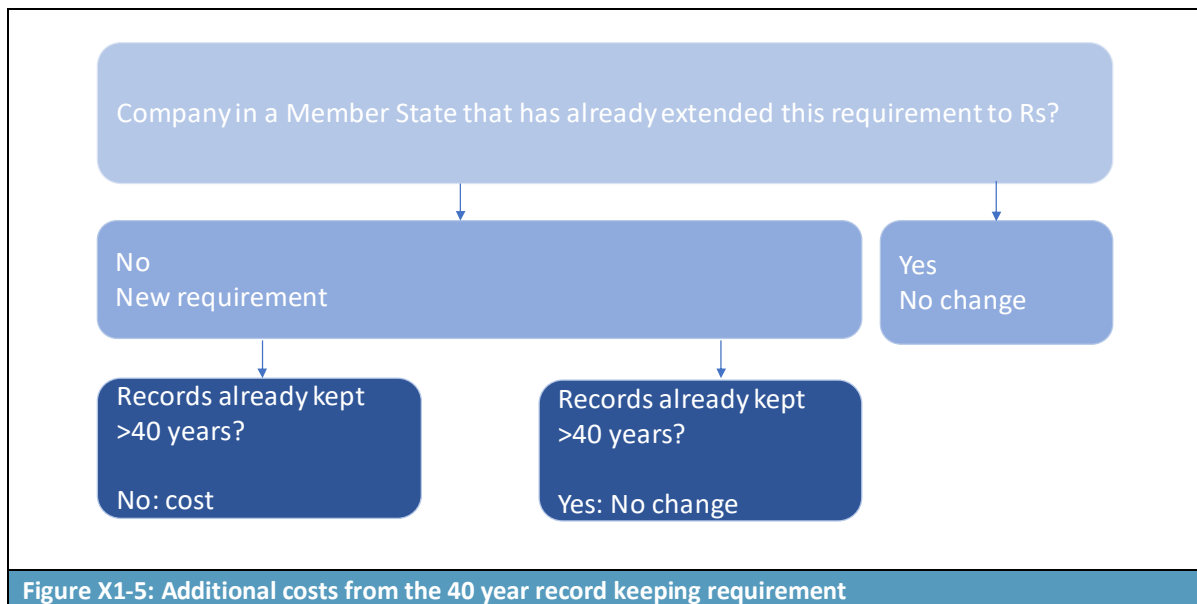 Company in a Member State that has already extended this requirement to Rs?
No
New requirement
Yes
No change
Records already kept
>40 years?
No: cost
Records already kept
>40 years?
Yes: No change
Figure X1-5: Additional costs from the 40 year record keeping requirement